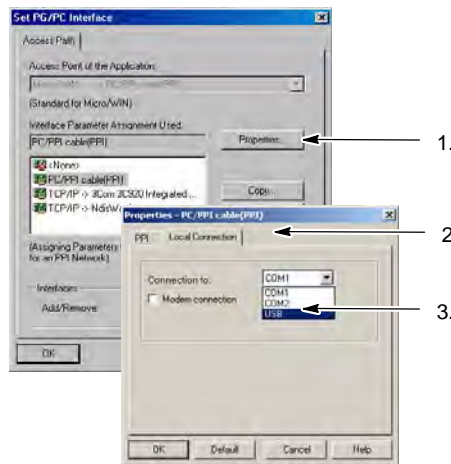 Set PG/PC Interface
Access Path
Access Point of the Application:
(Standard for Micro/WIN)
Interface Parameter Assignment Used:
PC/PPI cable(PPI)
Properties...
1.
<None>
PC/PPI cable(PPI)
TCP/IP -> 3Com 3C920 Integrated ...
TCP/IP ->
Copy...
(Assigning Parameters
for an PPI Network)
Interfaces
Add/Remove:
OK
Properties - PC/PPI cable(PPI)
PPI
Local Connection
2
Connection to:
COM1
COM1
COM2
USB
3.
Modem connection
OK
Default
Cancel
Help